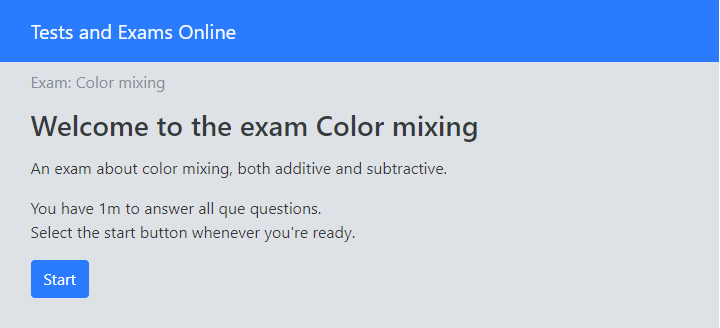 Tests and Exams Online
Exam: Color mixing
Welcome to the exam Color mixing
An exam about color mixing, both additive and subtractive.
You have 1m to answer all que questions.
Select the start button whenever you're ready.
Start